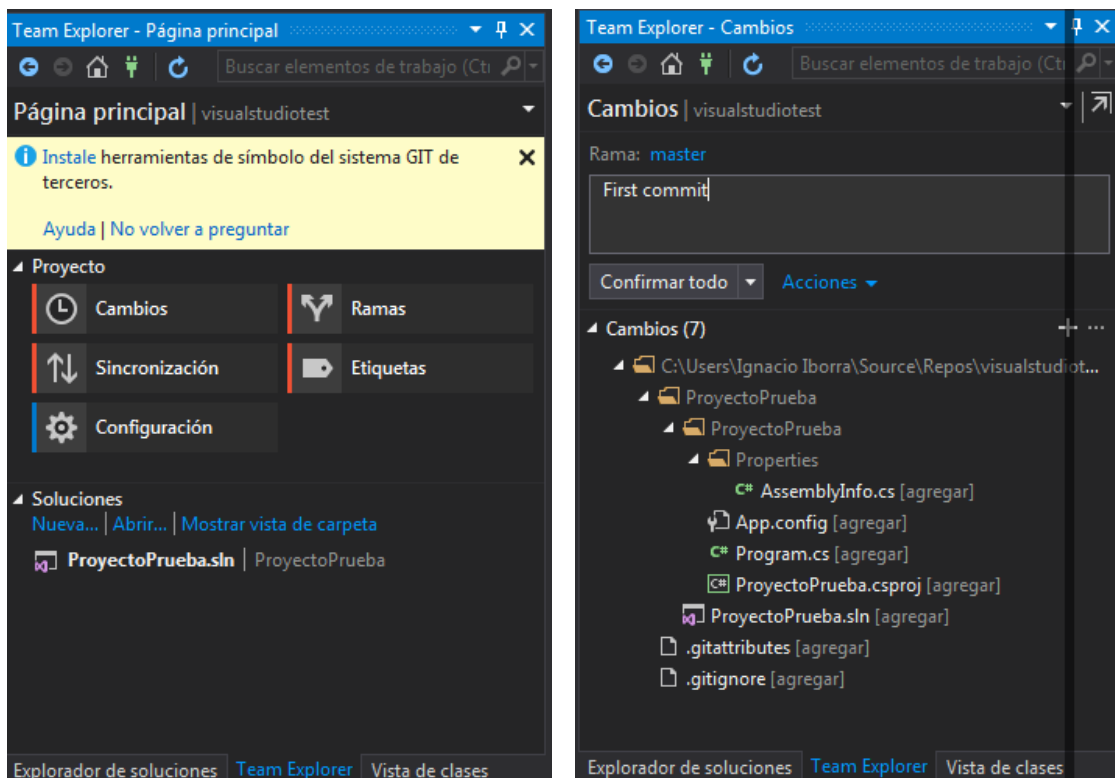 Team Explorer - Página principal
Buscar elementos de trabajo (Ctr
Página principal | visualstudiotest
Instale herramientas de símbolo del sistema GIT de
terceros.
Ayuda | No volver a preguntar
Proyecto
Cambios
Ramas
Sincronización
Etiquetas
Configuración
Soluciones
Nueva... | Abrir... | Mostrar vista de carpeta
ProyectoPrueba.sln | ProyectoPrueba
Explorador de soluciones Team Explorer Vista de clases
Team Explorer - Cambios
Buscar elementos de trabajo (Ctr
Cambios | visualstudiotest
Rama: master
First commit
Confirmar todo Acciones
Cambios (7)
C:\Users\Ignacio Iborra\Source\Repos\visualstudiot...
ProyectoPrueba
ProyectoPrueba
Properties
C# AssemblyInfo.cs [agregar]
App.config [agregar]
C# Program.cs [agregar]
C# ProyectoPrueba.csproj [agregar]
ProyectoPrueba.sln [agregar]
.gitattributes [agregar]
.gitignore [agregar]
Explorador de soluciones Team Explorer Vista de clases